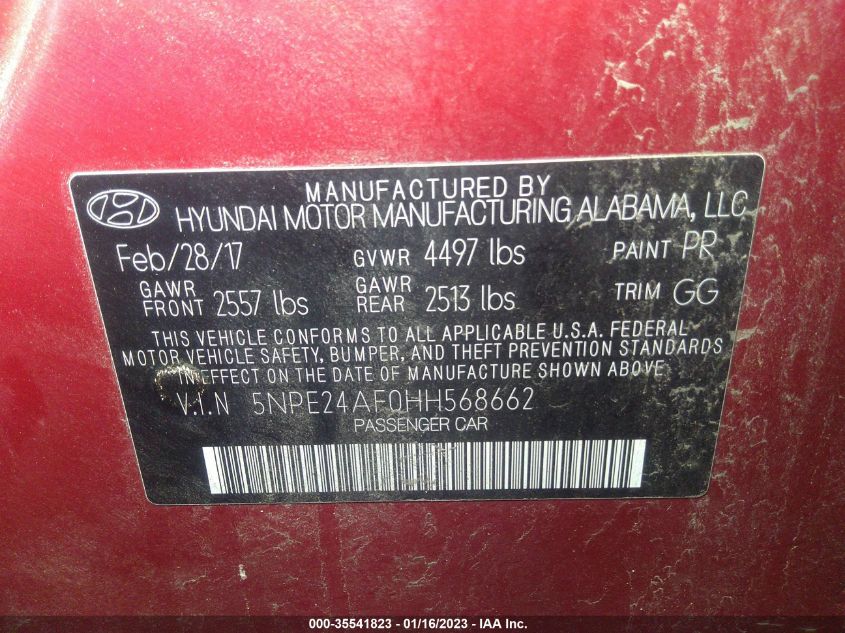 MANUFACTURED BY
HYUNDAI MOTOR MANUFACTURING ALABAMA, LLC
Feb/28/17 GVWR 4497 lbs PAINT PR
GAWR FRONT 2557 lbs GAWR REAR 2513 lbs TRIM GG
THIS VEHICLE CONFORMS TO ALL APPLICABLE U.S.A. FEDERAL
MOTOR VEHICLE SAFETY, BUMPER, AND THEFT PREVENTION STANDARDS
IN EFFECT ON THE DATE OF MANUFACTURE SHOWN ABOVE.
V.I.N 5NPE24AF0HH568662
PASSENGER CAR
000-35541823 - 01/16/2023 - IAA Inc.